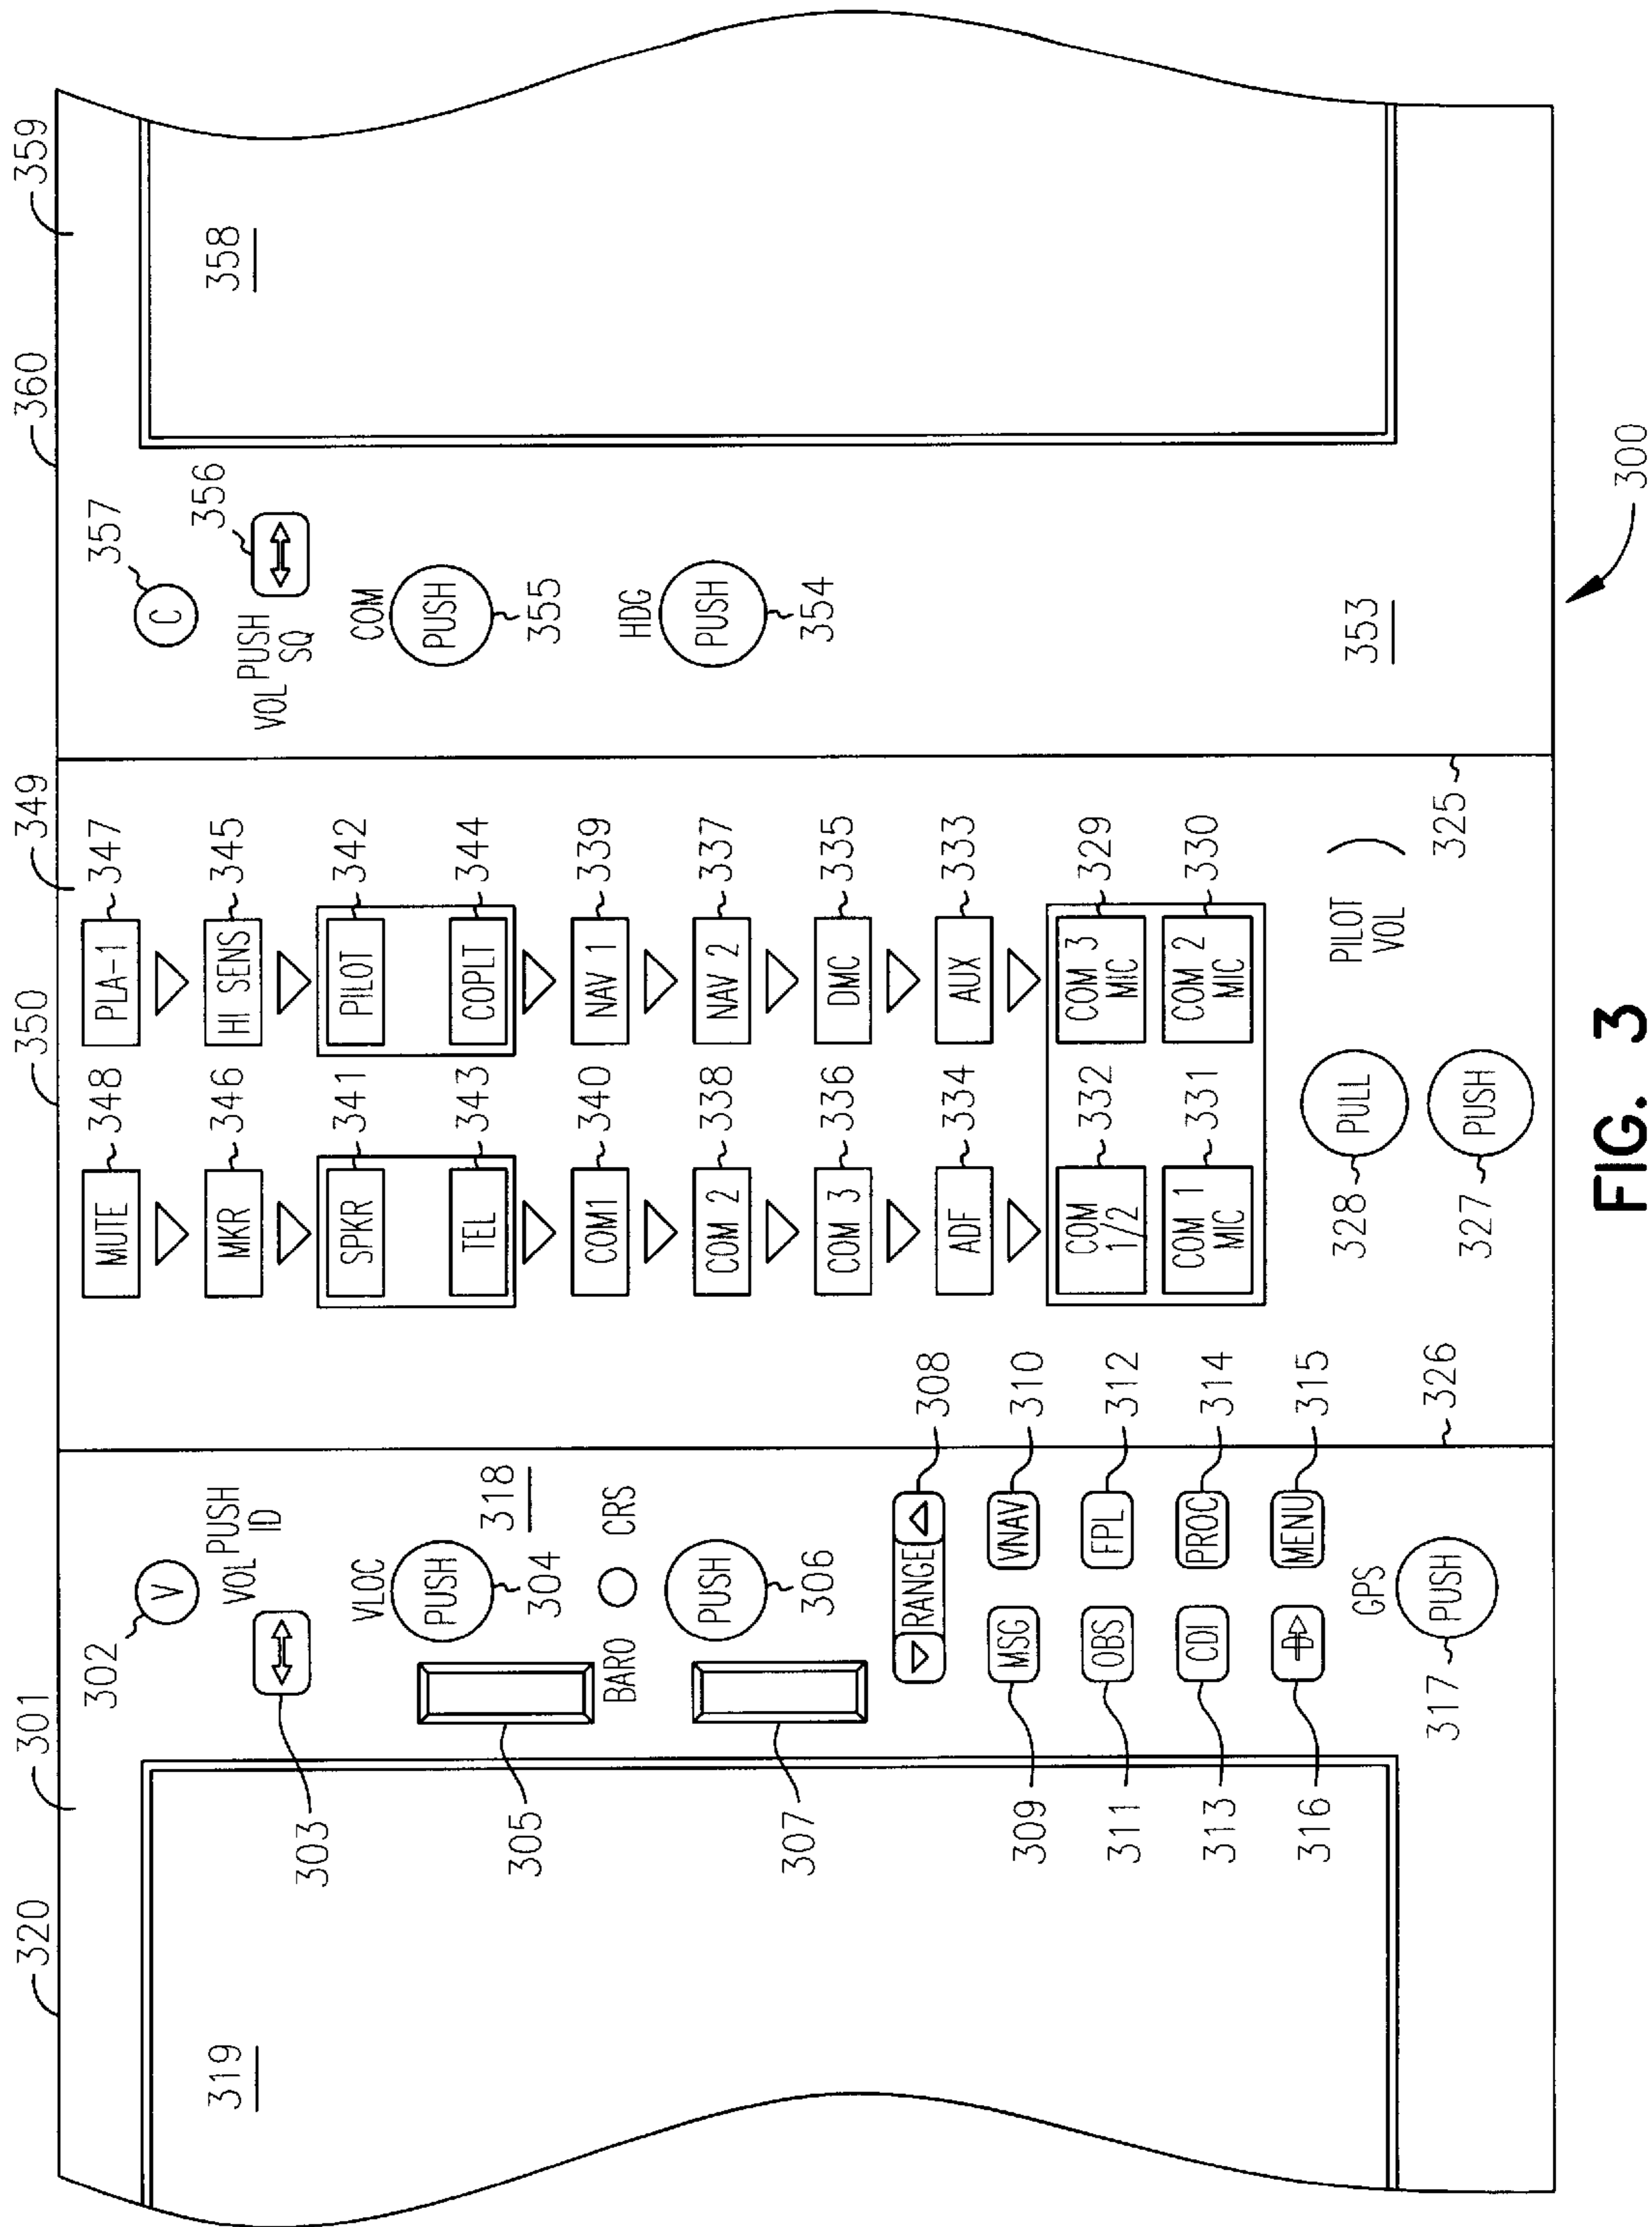 320
301
350
349
360
359
319
302
V
VOL PUSH
ID
303
VLOC
PUSH
304
318
305
BARO
CRS
PUSH
306
307
RANGE
308
MSG
VNAV
309
310
OBS
FPL
311
312
CDI
PROC
313
314
D
MENU
316
315
GPS
PUSH
317
326
MUTE
348
PLA-1
347
MKR
346
HI SENS
345
SPKR
341
PILOT
342
TEL
343
COPLT
344
COM1
340
NAV 1
339
COM 2
338
NAV 2
337
COM 3
336
DMC
335
ADF
334
AUX
333
COM
1/2
332
COM 3
MIC
329
COM 1
MIC
331
COM 2
MIC
330
328
PULL
PILOT
VOL
327
PUSH
325
357
C
356
VOL PUSH
SQ
COM
PUSH
355
HDG
PUSH
354
353
358
300
FIG. 3